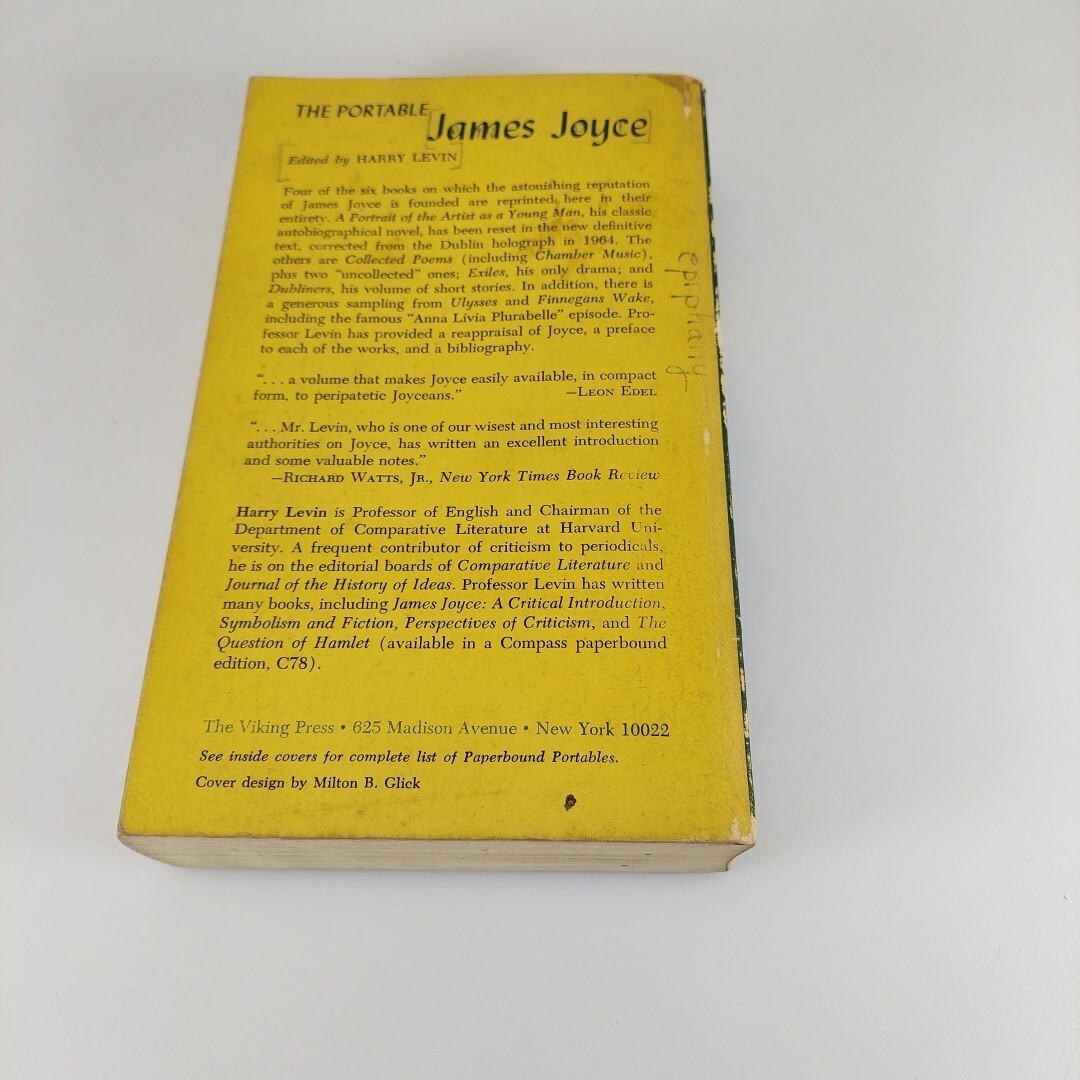 THE PORTABLE
James Joyce
Edited by HARRY LEVIN
Four of the six books on which the astonishing reputation
of James Joyce is founded are reprinted here in their
entirety. A Portrait of the Artist as a Young Man, his classic
autobiographical novel, has been reset in the new definitive
text, corrected from the Dublin holograph in 1964. The
others are Collected Poems (including Chamber Music),
plus two "uncollected" ones; Exiles, his only drama; and
Dubliners, his volume of short stories. In addition, there is
a generous sampling from Ulysses and Finnegans Wake,
including the famous "Anna Livia Plurabelle" episode. Pro-
fessor Levin has provided a reappraisal of Joyce, a preface
to each of the works, and a bibliography.
". . . a volume that makes Joyce easily available, in compact
form, to peripatetic Joyceans."
—LEON EDEL
". . . Mr. Levin, who is one of our wisest and most interesting
authorities on Joyce, has written an excellent introduction
and some valuable notes."
—RICHARD WATTS, JR., New York Times Book Review
Harry Levin is Professor of English and Chairman of the
Department of Comparative Literature at Harvard Uni-
versity. A frequent contributor of criticism to periodicals,
he is on the editorial boards of Comparative Literature and
Journal of the History of Ideas. Professor Levin has written
many books, including James Joyce: A Critical Introduction,
Symbolism and Fiction, Perspectives of Criticism, and The
Question of Hamlet (available in a Compass paperbound
edition, C78).
The Viking Press • 625 Madison Avenue • New York 10022
See inside covers for complete list of Paperbound Portables.
Cover design by Milton B. Glick
epiphany